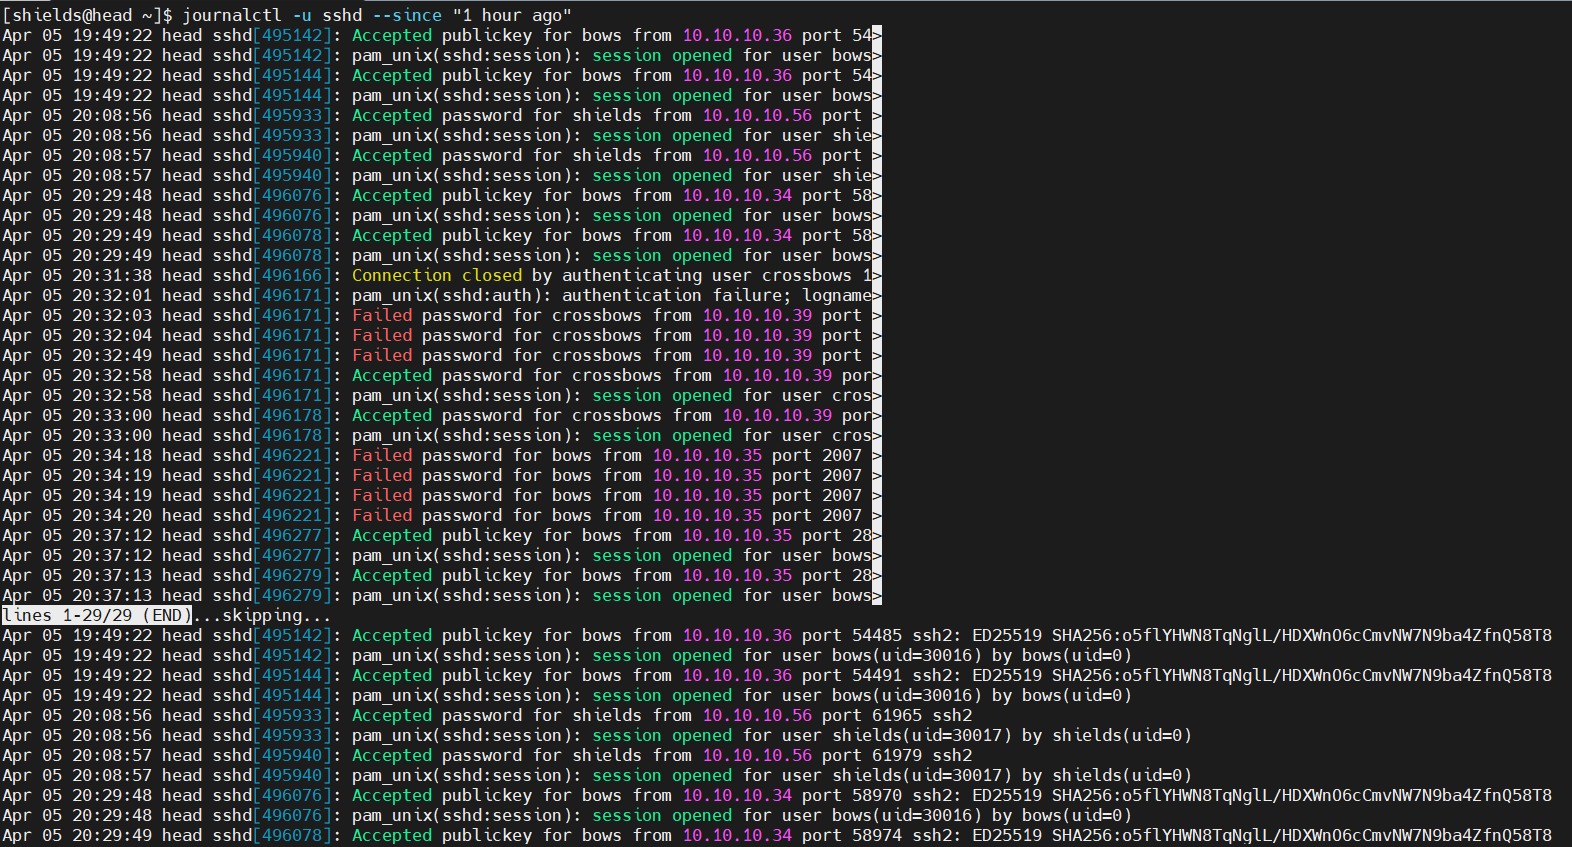 [shields@head ~]$ journalctl -u sshd --since "1 hour ago"
Apr 05 19:49:22 head sshd[495142]: Accepted publickey for bows from 10.10.10.36 port 54>
Apr 05 19:49:22 head sshd[495142]: pam_unix(sshd:session): session opened for user bows>
Apr 05 19:49:22 head sshd[495144]: Accepted publickey for bows from 10.10.10.36 port 54>
Apr 05 19:49:22 head sshd[495144]: pam_unix(sshd:session): session opened for user bows>
Apr 05 20:08:56 head sshd[495933]: Accepted password for shields from 10.10.10.56 port >
Apr 05 20:08:56 head sshd[495933]: pam_unix(sshd:session): session opened for user shie>
Apr 05 20:08:57 head sshd[495940]: Accepted password for shields from 10.10.10.56 port >
Apr 05 20:08:57 head sshd[495940]: pam_unix(sshd:session): session opened for user shie>
Apr 05 20:29:48 head sshd[496076]: Accepted publickey for bows from 10.10.10.34 port 58>
Apr 05 20:29:48 head sshd[496076]: pam_unix(sshd:session): session opened for user bows>
Apr 05 20:29:49 head sshd[496078]: Accepted publickey for bows from 10.10.10.34 port 58>
Apr 05 20:29:49 head sshd[496078]: pam_unix(sshd:session): session opened for user bows>
Apr 05 20:31:38 head sshd[496166]: Connection closed by authenticating user crossbows 1>
Apr 05 20:32:01 head sshd[496171]: pam_unix(sshd:auth): authentication failure; logname>
Apr 05 20:32:03 head sshd[496171]: Failed password for crossbows from 10.10.10.39 port >
Apr 05 20:32:04 head sshd[496171]: Failed password for crossbows from 10.10.10.39 port >
Apr 05 20:32:49 head sshd[496171]: Failed password for crossbows from 10.10.10.39 port >
Apr 05 20:32:58 head sshd[496171]: Accepted password for crossbows from 10.10.10.39 por>
Apr 05 20:32:58 head sshd[496171]: pam_unix(sshd:session): session opened for user cros>
Apr 05 20:33:00 head sshd[496178]: Accepted password for crossbows from 10.10.10.39 por>
Apr 05 20:33:00 head sshd[496178]: pam_unix(sshd:session): session opened for user cros>
Apr 05 20:34:18 head sshd[496221]: Failed password for bows from 10.10.10.35 port 2007 >
Apr 05 20:34:19 head sshd[496221]: Failed password for bows from 10.10.10.35 port 2007 >
Apr 05 20:34:19 head sshd[496221]: Failed password for bows from 10.10.10.35 port 2007 >
Apr 05 20:34:20 head sshd[496221]: Failed password for bows from 10.10.10.35 port 2007 >
Apr 05 20:37:12 head sshd[496277]: Accepted publickey for bows from 10.10.10.35 port 28>
Apr 05 20:37:12 head sshd[496277]: pam_unix(sshd:session): session opened for user bows>
Apr 05 20:37:13 head sshd[496279]: Accepted publickey for bows from 10.10.10.35 port 28>
Apr 05 20:37:13 head sshd[496279]: pam_unix(sshd:session): session opened for user bows>
lines 1-29/29 (END)...skipping...
Apr 05 19:49:22 head sshd[495142]: Accepted publickey for bows from 10.10.10.36 port 54485 ssh2: ED25519 SHA256:o5flYHWN8TqNglL/HDXWnO6cCmvNW7N9ba4ZfnQ58T8
Apr 05 19:49:22 head sshd[495142]: pam_unix(sshd:session): session opened for user bows(uid=30016) by bows(uid=0)
Apr 05 19:49:22 head sshd[495144]: Accepted publickey for bows from 10.10.10.36 port 54491 ssh2: ED25519 SHA256:o5flYHWN8TqNglL/HDXWnO6cCmvNW7N9ba4ZfnQ58T8
Apr 05 19:49:22 head sshd[495144]: pam_unix(sshd:session): session opened for user bows(uid=30016) by bows(uid=0)
Apr 05 20:08:56 head sshd[495933]: Accepted password for shields from 10.10.10.56 port 61965 ssh2
Apr 05 20:08:56 head sshd[495933]: pam_unix(sshd:session): session opened for user shields(uid=30017) by shields(uid=0)
Apr 05 20:08:57 head sshd[495940]: Accepted password for shields from 10.10.10.56 port 61979 ssh2
Apr 05 20:08:57 head sshd[495940]: pam_unix(sshd:session): session opened for user shields(uid=30017) by shields(uid=0)
Apr 05 20:29:48 head sshd[496076]: Accepted publickey for bows from 10.10.10.34 port 58970 ssh2: ED25519 SHA256:o5flYHWN8TqNglL/HDXWnO6cCmvNW7N9ba4ZfnQ58T8
Apr 05 20:29:48 head sshd[496076]: pam_unix(sshd:session): session opened for user bows(uid=30016) by bows(uid=0)
Apr 05 20:29:49 head sshd[496078]: Accepted publickey for bows from 10.10.10.34 port 58974 ssh2: ED25519 SHA256:o5flYHWN8TqNglL/HDXWnO6cCmvNW7N9ba4ZfnQ58T8